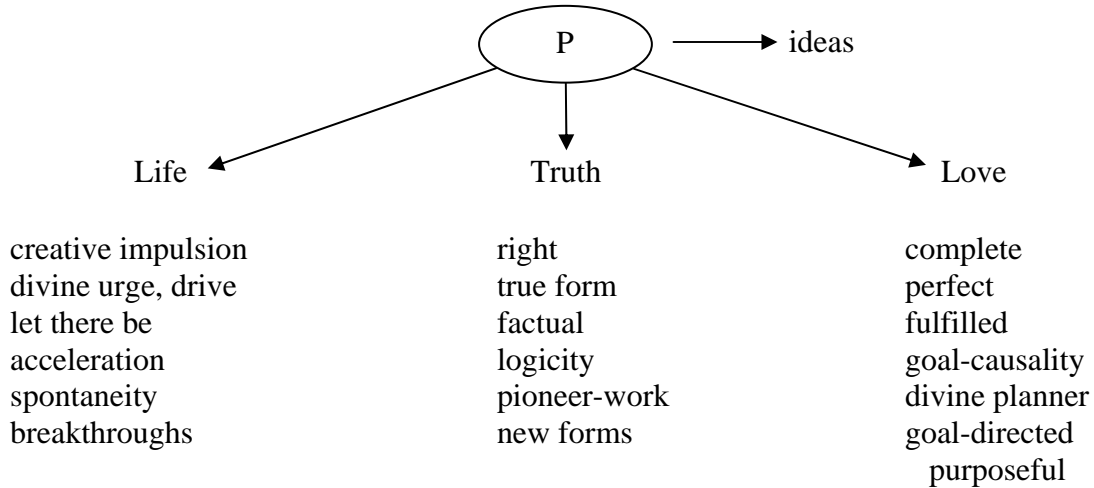 P
ideas
Life
Truth
Love
creative impulsion
divine urge, drive
let there be
acceleration
spontaneity
breakthroughs
right
true form
factual
logicity
pioneer-work
new forms
complete
perfect
fulfilled
goal-causality
divine planner
goal-directed
purposeful